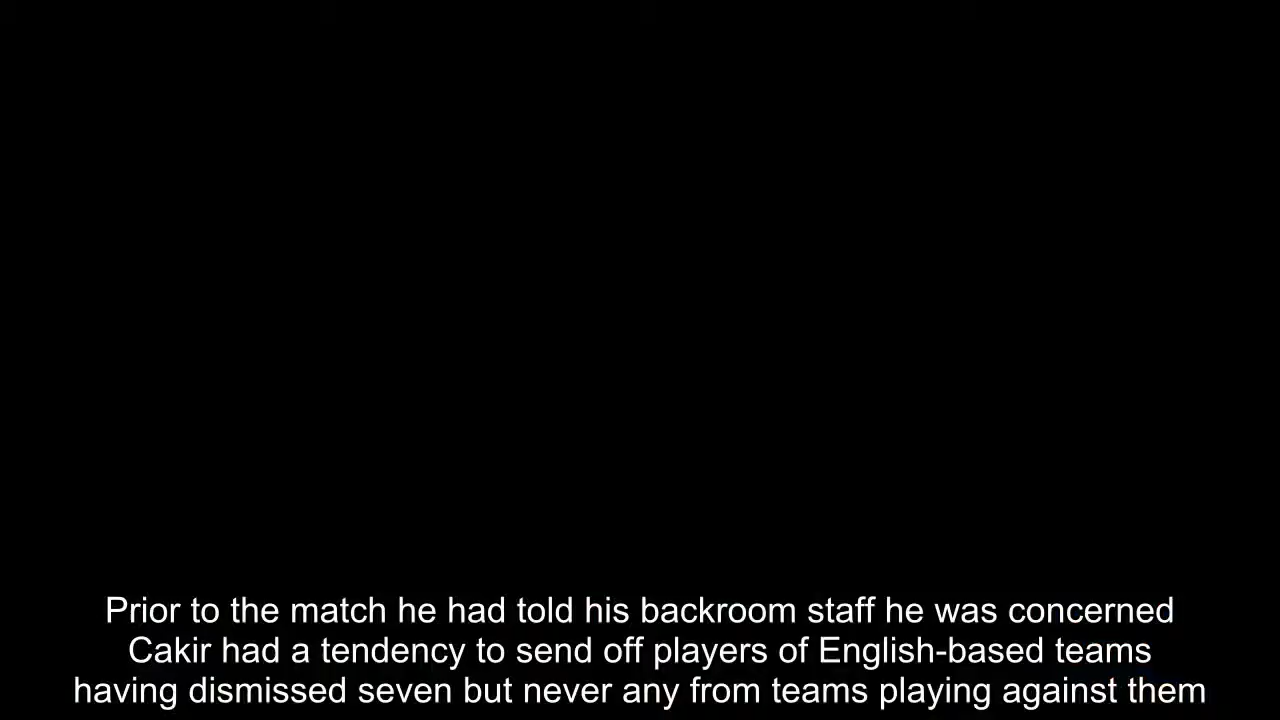 Prior to the match he had told his backroom staff he was concerned
Cakir had a tendency to send off players of English-based teams
having dismissed seven but never any from teams playing against them